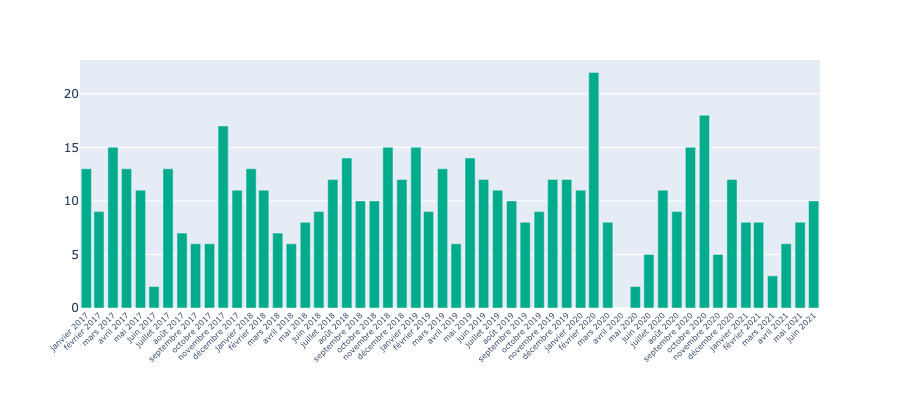 20
15
10
5
0
janvier 2017
février 2017
mars 2017
avril 2017
mai 2017
juin 2017
juillet 2017
août 2017
septembre 2017
octobre 2017
novembre 2017
décembre 2017
janvier 2018
février 2018
mars 2018
avril 2018
mai 2018
juin 2018
juillet 2018
août 2018
septembre 2018
octobre 2018
novembre 2018
décembre 2018
janvier 2019
février 2019
mars 2019
avril 2019
mai 2019
juin 2019
juillet 2019
août 2019
septembre 2019
octobre 2019
novembre 2019
décembre 2019
janvier 2020
février 2020
mars 2020
avril 2020
mai 2020
juin 2020
juillet 2020
août 2020
septembre 2020
octobre 2020
novembre 2020
décembre 2020
janvier 2021
février 2021
mars 2021
avril 2021
mai 2021
juin 2021